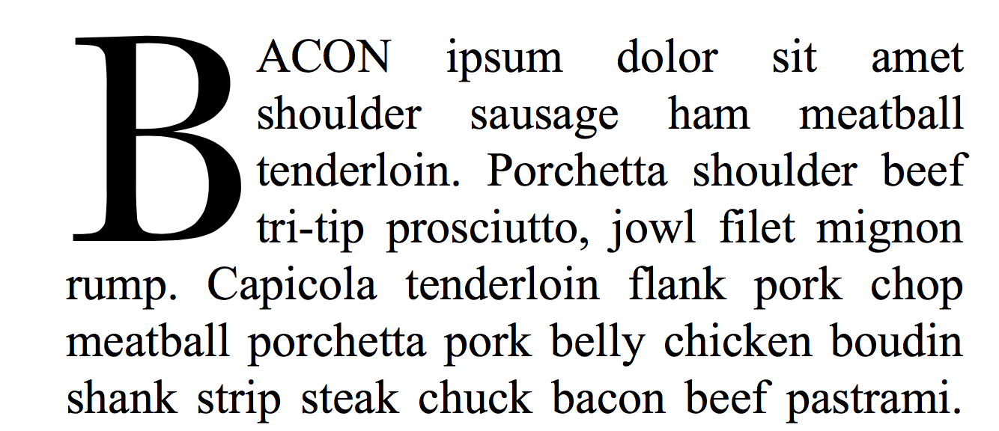 BACON ipsum dolor sit amet
shoulder sausage ham meatball
tenderloin. Porchetta shoulder beef
tri-tip prosciutto, jowl filet mignon
rump. Capicola tenderloin flank pork chop
meatball porchetta pork belly chicken boudin
shank strip steak chuck bacon beef pastrami.